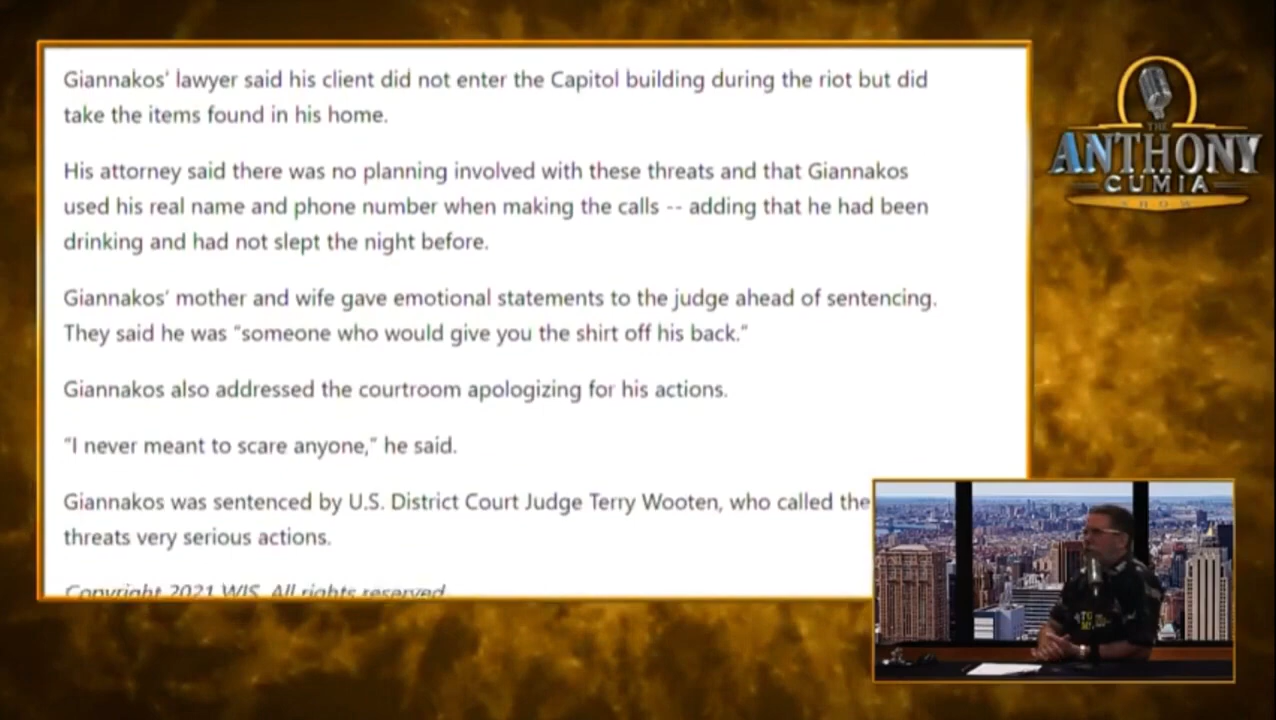 Giannakos' lawyer said his client did not enter the Capitol building during the riot but did
take the items found in his home.
His attorney said there was no planning involved with these threats and that Giannakos
used his real name and phone number when making the calls -- adding that he had been
drinking and had not slept the night before.
Giannakos' mother and wife gave emotional statements to the judge ahead of sentencing.
They said he was “someone who would give you the shirt off his back.”
Giannakos also addressed the courtroom apologizing for his actions.
“I never meant to scare anyone,” he said.
Giannakos was sentenced by U.S. District Court Judge Terry Wooten, who called the
threats very serious actions.
Copyright 2021 WIS. All rights reserved
THE
ANTHONY
CUMIA
SHOW